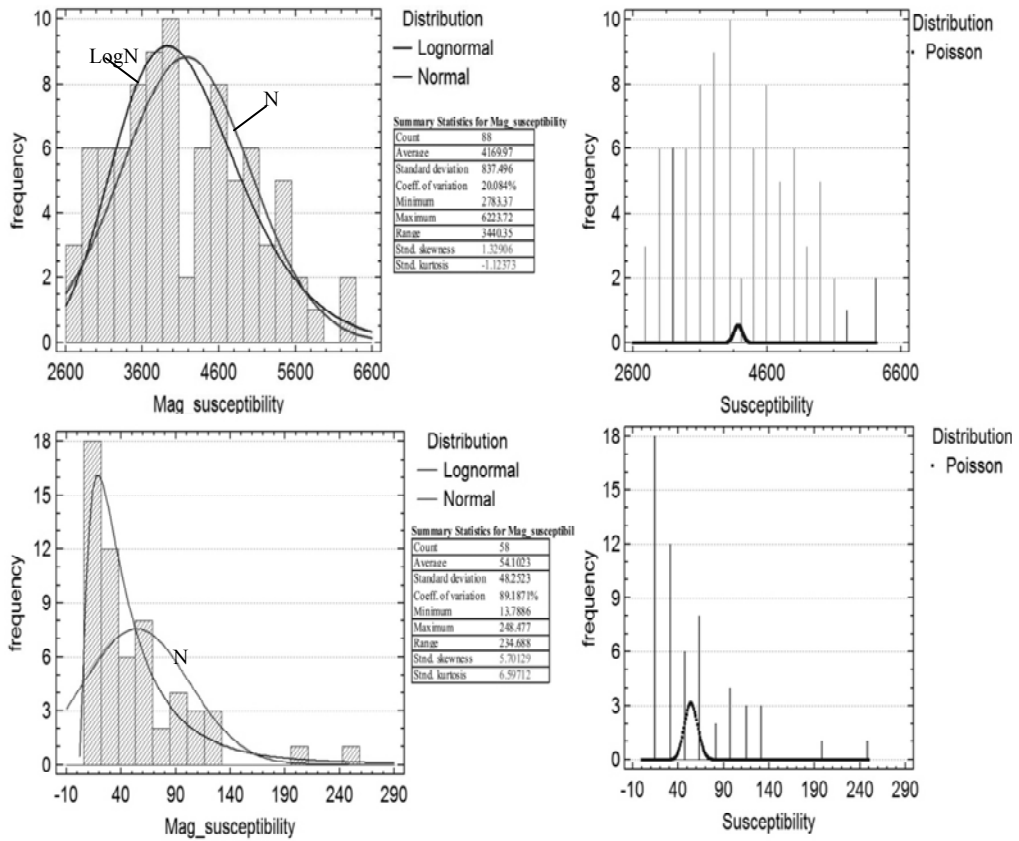 Distribution
Lognormal
Normal
LogN
N
frequency
10
8
6
4
2
0
2600 3600 4600 5600 6600
Mag_susceptibility
Summary Statistics for Mag_susceptibility
Count 88
Average 4169.97
Standard deviation 837.496
Coeff. of variation 20.084%
Minimum 2783.37
Maximum 6223.72
Range 3440.35
Stnd. skewness 1.32906
Stnd. kurtosis -1.12373
Distribution
Poisson
frequency
10
8
6
4
2
0
2600 4600 6600
Susceptibility
Distribution
Lognormal
Normal
N
frequency
18
15
12
9
6
3
0
-10 40 90 140 190 240 290
Mag_susceptibility
Summary Statistics for Mag_susceptibil
Count 58
Average 54.1023
Standard deviation 48.2523
Coeff. of variation 89.1871%
Minimum 13.7886
Maximum 248.477
Range 234.688
Stnd. skewness 5.70129
Stnd. kurtosis 6.59712
Distribution
Poisson
frequency
18
15
12
9
6
3
0
-10 40 90 140 190 240 290
Susceptibility